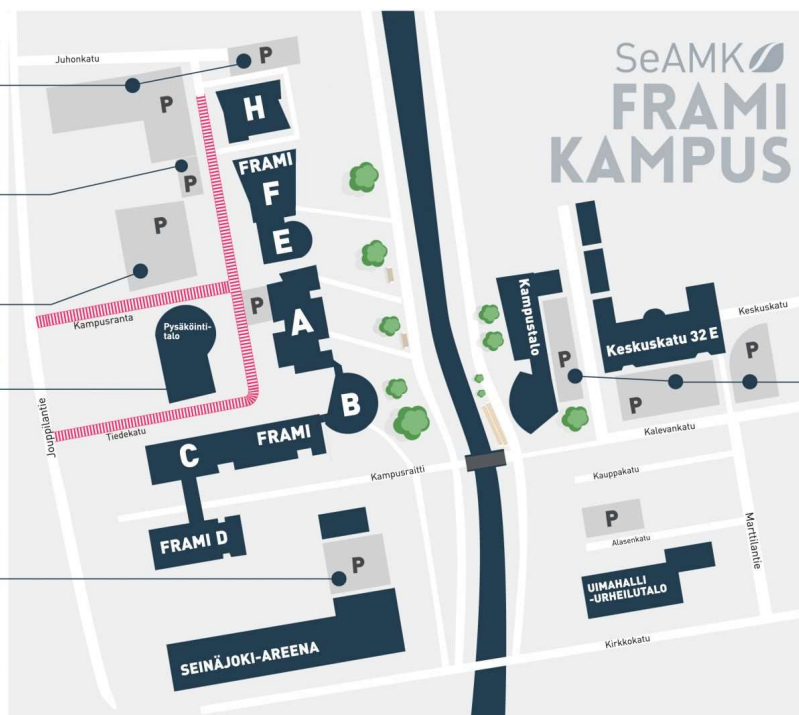 SeAMK
FRAMI
KAMPUS
Juhonkatu
P
P
H
P
FRAMI
F
P
E
P
A
Kampusranta
Pysäköinti-
talo
B
Jouppilantie
Tiedekatu
FRAMI
C
Kampusraitti
FRAMI D
P
SEINÄJOKI-AREENA
Kampustalo
P
Keskuskatu 32 E
Keskuskatu
P
P
Kalevankatu
Kauppakatu
P
Alasenkatu
Marttilantie
UIMAHALLI
-URHEILUTALO
Kirkkokatu